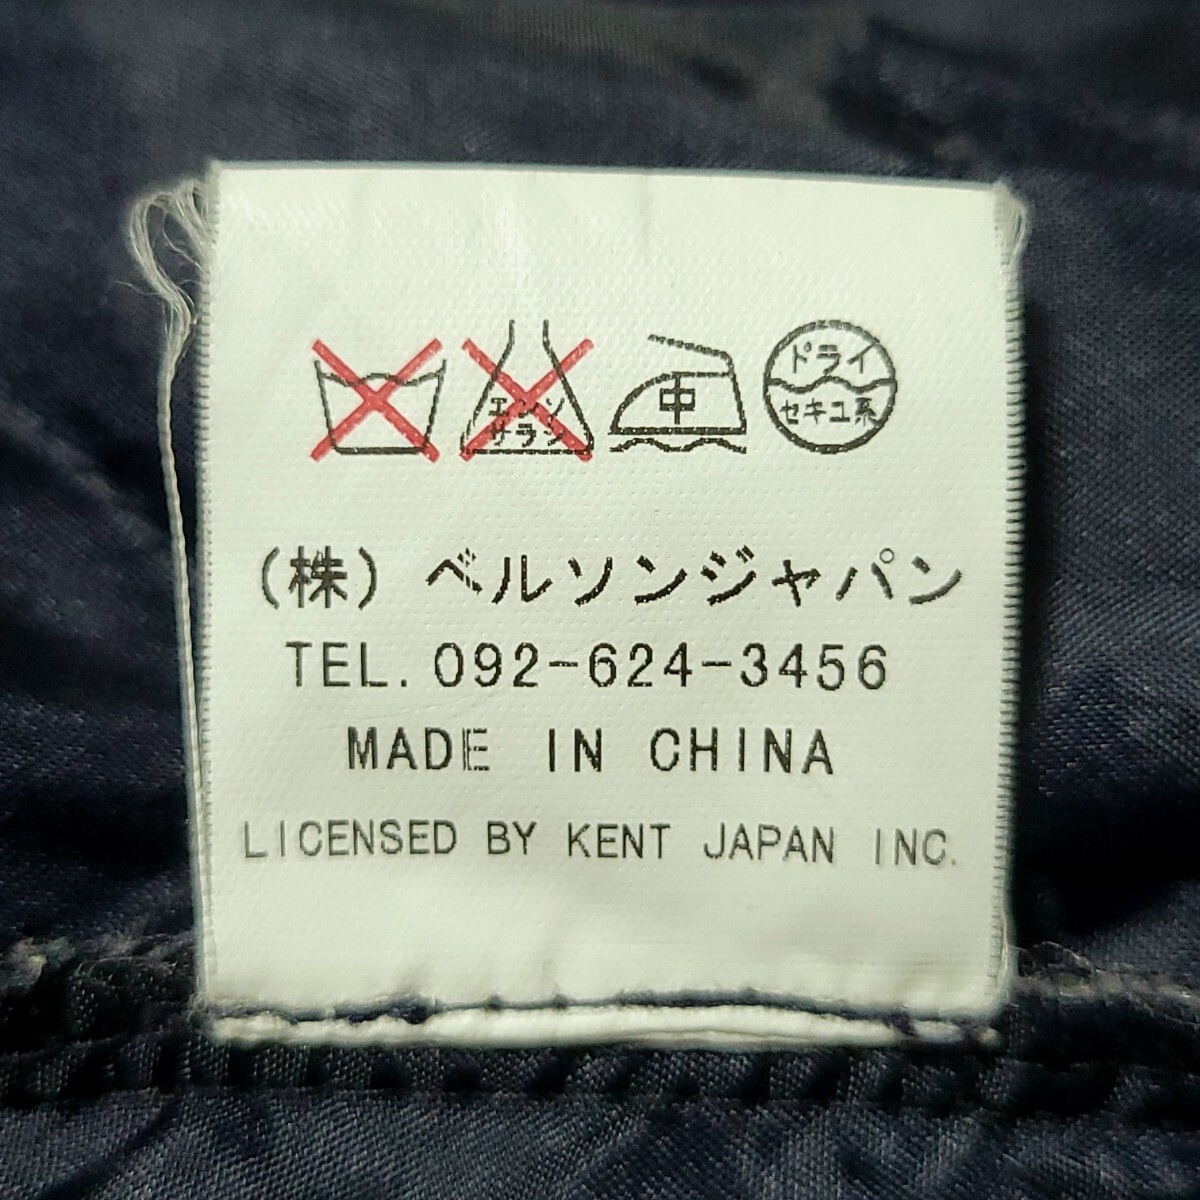 エンソ
サラシ
中
ドライ
セキユ系
(株) ベルソンジャパン
TEL. 092-624-3456
MADE IN CHINA
LICENSED BY KENT JAPAN INC.